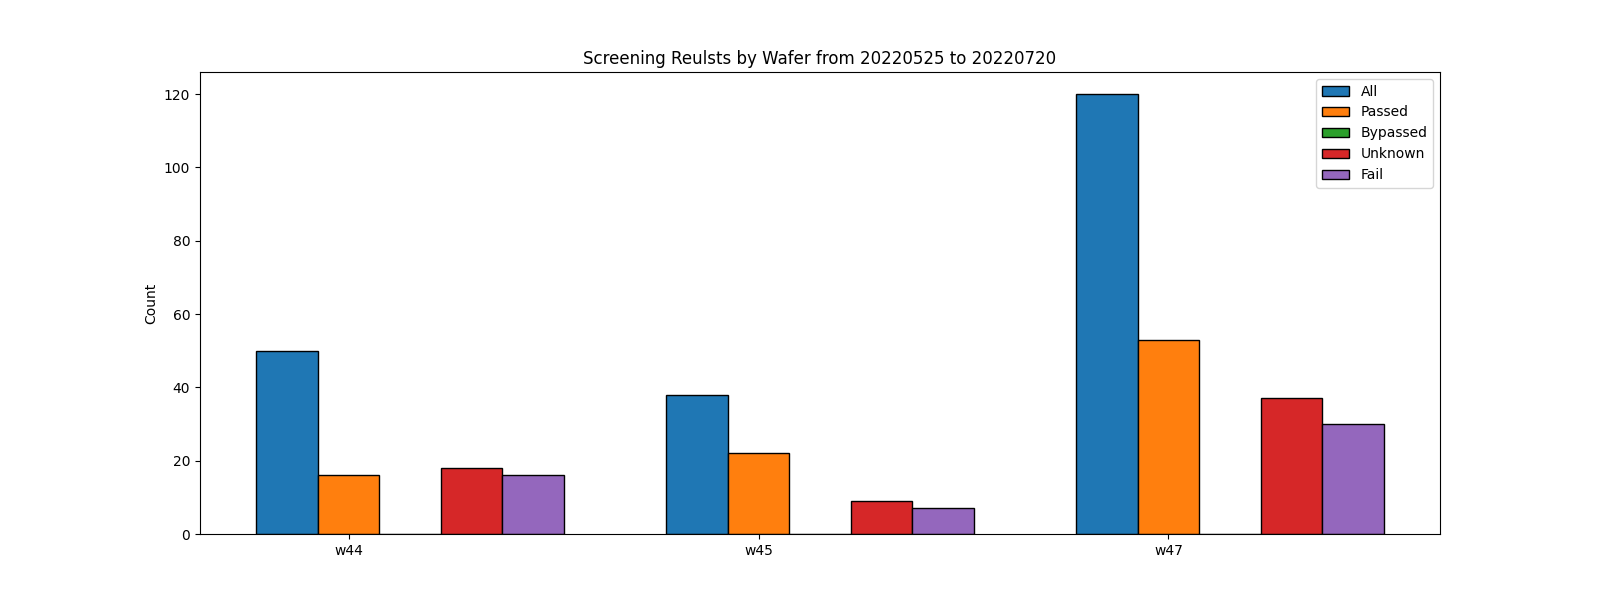 Screening Reulsts by Wafer from 20220525 to 20220720
120
100
80
60
40
20
0
Count
w44
w45
w47
All
Passed
Bypassed
Unknown
Fail